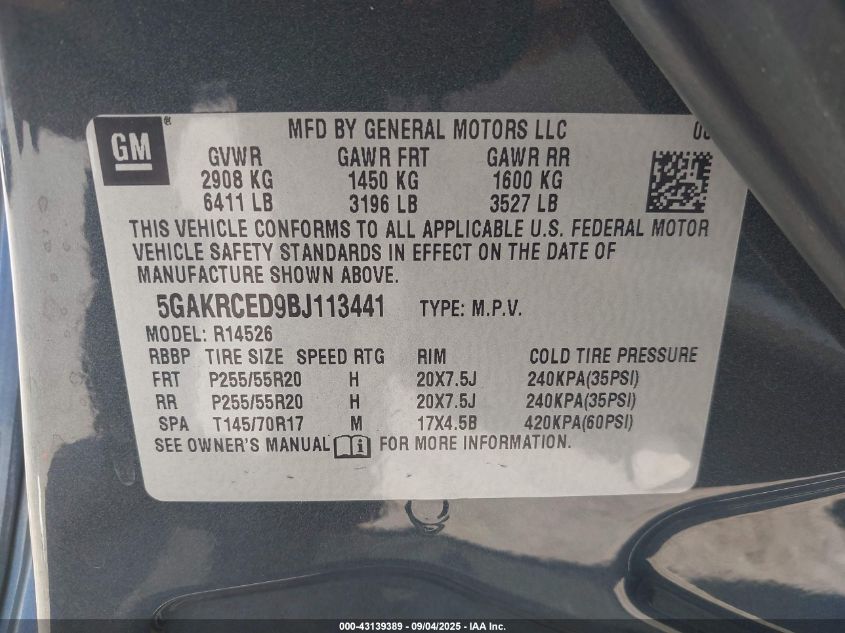 GM ®
MFD BY GENERAL MOTORS LLC
GVWR GAWR FRT GAWR RR
2908 KG 1450 KG 1600 KG
6411 LB 3196 LB 3527 LB
THIS VEHICLE CONFORMS TO ALL APPLICABLE U.S. FEDERAL MOTOR
VEHICLE SAFETY STANDARDS IN EFFECT ON THE DATE OF
MANUFACTURE SHOWN ABOVE.
5GAKRCED9BJ113441 TYPE: M.P.V.
MODEL: R14526
RBBP TIRE SIZE SPEED RTG RIM COLD TIRE PRESSURE
FRT P255/55R20 H 20X7.5J 240KPA(35PSI)
RR P255/55R20 H 20X7.5J 240KPA(35PSI)
SPA T145/70R17 M 17X4.5B 420KPA(60PSI)
SEE OWNER'S MANUAL i FOR MORE INFORMATION.
000-43139389 - 09/04/2025 - IAA Inc.